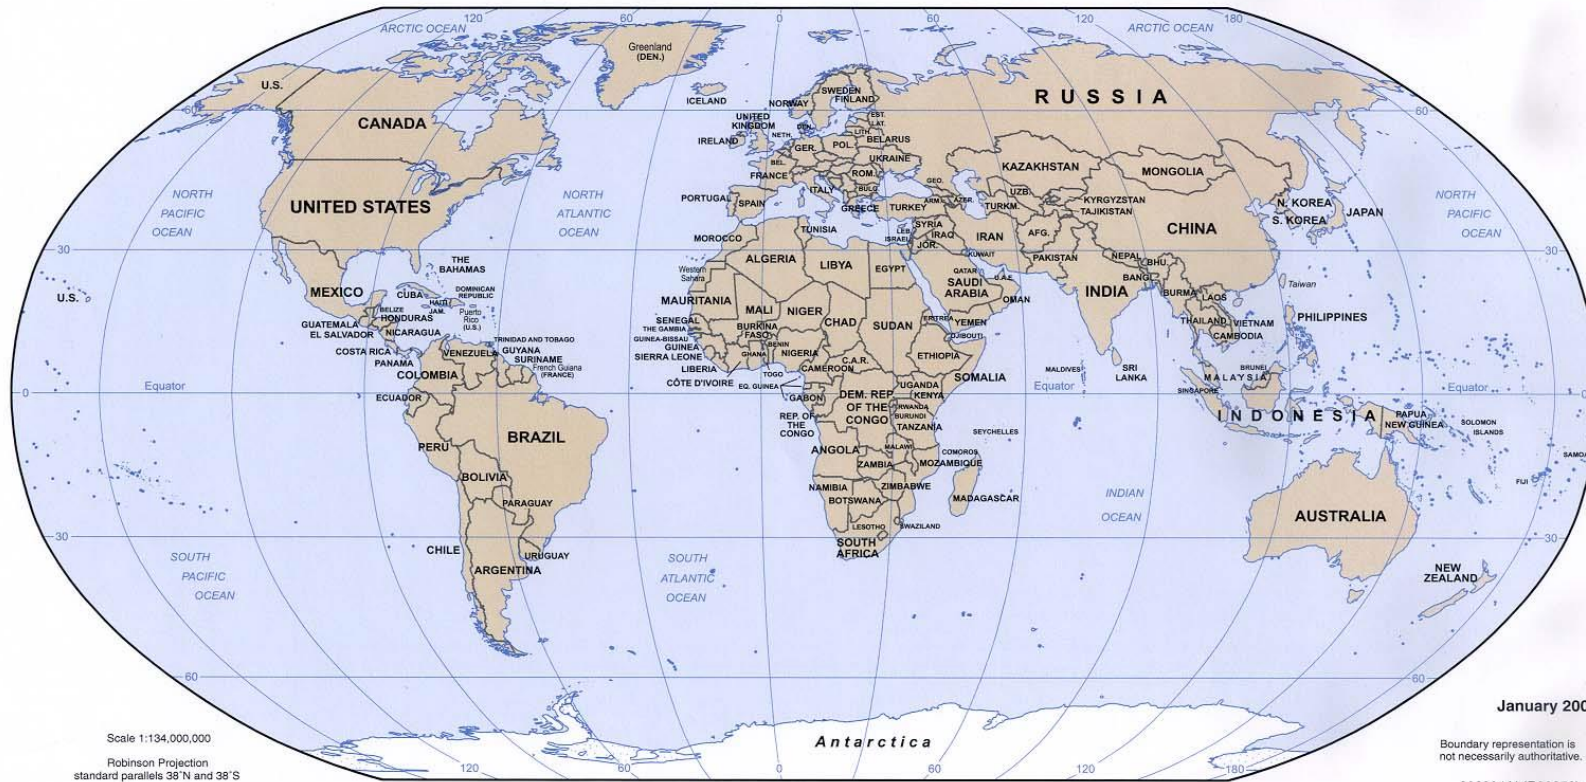 120
60
0
60
120
180
ARCTIC OCEAN
ARCTIC OCEAN
Greenland
(DEN.)
U.S.
ICELAND
NORWAY
SWEDEN
FINLAND
RUSSIA
60
60
CANADA
UNITED
KINGDOM
IRELAND
DEN.
NETH.
EST.
LAT.
LITH.
BELARUS
GER.
POL.
BEL.
UKRAINE
FRANCE
ROM.
ITALY
BULG.
KAZAKHSTAN
MONGOLIA
GEO.
UZB.
NORTH
PACIFIC
OCEAN
UNITED STATES
NORTH
ATLANTIC
OCEAN
PORTUGAL
SPAIN
GREECE
TURKEY
ARM.
AZER.
TURKM.
KYRGYZSTAN
TAJIKISTAN
CHINA
N. KOREA
S. KOREA
JAPAN
NORTH
PACIFIC
OCEAN
30
MOROCCO
TUNISIA
LEB.
ISRAEL
SYRIA
IRAQ
JOR.
IRAN
AFG.
30
THE
BAHAMAS
Western
Sahara
ALGERIA
LIBYA
EGYPT
KUWAIT
QATAR
U.A.E.
SAUDI
ARABIA
OMAN
PAKISTAN
NEPAL
BHU.
BANG.
INDIA
BURMA
LAOS
Taiwan
U.S.
MEXICO
CUBA
DOMINICAN
REPUBLIC
HAITI
JAM.
Puerto
Rico
(U.S.)
BELIZE
HONDURAS
GUATEMALA
EL SALVADOR
NICARAGUA
COSTA RICA
PANAMA
MAURITANIA
MALI
NIGER
CHAD
SUDAN
ERITREA
YEMEN
DJIBOUTI
THAILAND
VIETNAM
CAMBODIA
PHILIPPINES
SENEGAL
THE GAMBIA
GUINEA-BISSAU
GUINEA
SIERRA LEONE
LIBERIA
CÔTE D'IVOIRE
BURKINA
FASO
GHANA
BENIN
TOGO
NIGERIA
CAMEROON
C.A.R.
ETHIOPIA
SOMALIA
TRINIDAD AND TOBAGO
VENEZUELA
GUYANA
SURINAME
French Guiana
(FRANCE)
COLOMBIA
ECUADOR
EQ. GUINEA
GABON
REP. OF
THE
CONGO
DEM. REP.
OF THE
CONGO
UGANDA
KENYA
RWANDA
BURUNDI
TANZANIA
MALDIVES
SRI
LANKA
BRUNEI
MALAYSIA
SINGAPORE
INDONESIA
0
Equator
Equator
Equator
0
PAPUA
NEW GUINEA
SOLOMON
ISLANDS
PERU
BRAZIL
BOLIVIA
PARAGUAY
SEYCHELLES
ANGOLA
MALAWI
ZAMBIA
COMOROS
MOZAMBIQUE
ZIMBABWE
NAMIBIA
BOTSWANA
MADAGASCAR
INDIAN
OCEAN
SAMOA
FIJI
AUSTRALIA
30
CHILE
URUGUAY
ARGENTINA
LESOTHO
SWAZILAND
SOUTH
AFRICA
30
SOUTH
PACIFIC
OCEAN
SOUTH
ATLANTIC
OCEAN
NEW
ZEALAND
60
60
Antarctica
120
60
0
60
120
180
Scale 1:134,000,000
Robinson Projection
standard parallels 38°N and 38°S
January 200
Boundary representation is
not necessarily authoritative.